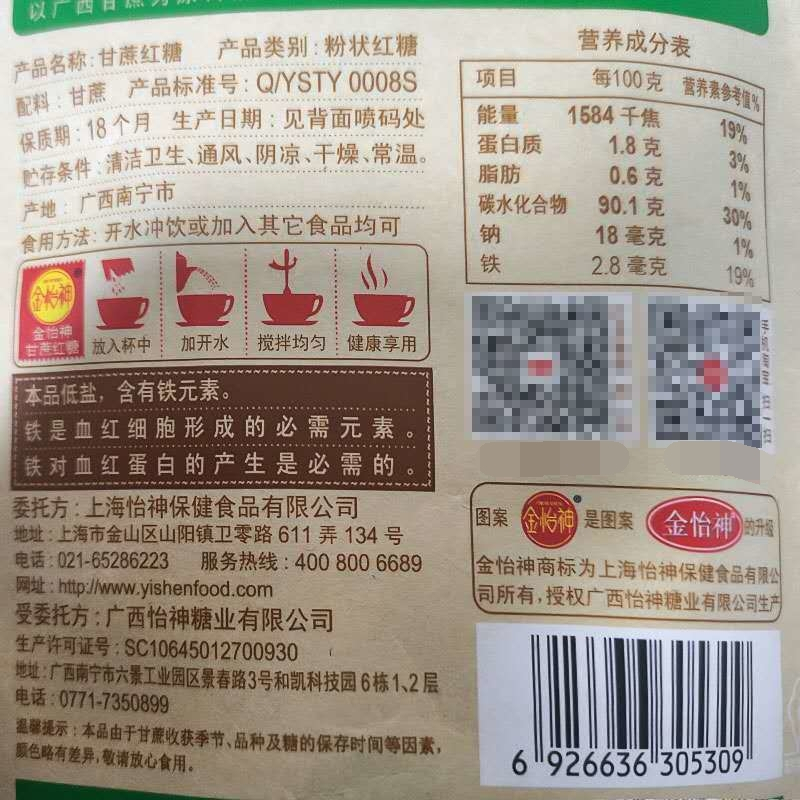 以广西甘蔗为原
产品名称：甘蔗红糖 产品类别：粉状红糖
配料：甘蔗 产品标准号：Q/YSTY 0008S
保质期：18个月 生产日期：见背面喷码处
贮存条件：清洁卫生、通风、阴凉、干燥、常温。
产地：广西南宁市
食用方法：开水冲饮或加入其它食品均可
金怡神
金怡神
甘蔗红糖
放入杯中 加开水 搅拌均匀 健康享用
本品低盐，含有铁元素。
铁是血红细胞形成的必需元素。
铁对血红蛋白的产生是必需的。
委托方：上海怡神保健食品有限公司
地址：上海市金山区山阳镇卫零路 611 弄 134 号
电话：021-65286223 服务热线：400 800 6689
网址：http://www.yishenfood.com
受委托方：广西怡神糖业有限公司
生产许可证号：SC10645012700930
地址：广西南宁市六景工业园区景春路3号和凯科技园6栋1、2层
电话：0771-7350899
温馨提示：本品由于甘蔗收获季节、品种及糖的保存时间等因素，
颜色略有差异，敬请放心食用。
营养成分表
项目 每100克 营养素参考值%
能量 1584 千焦 19%
蛋白质 1.8 克 3%
脂肪 0.6 克 1%
碳水化合物 90.1 克 30%
钠 18 毫克 1%
铁 2.8 毫克 19%
图案 金怡神 是图案 金怡神 的升级
金怡神商标为上海怡神保健食品有限公
司所有，授权广西怡神糖业有限公司生产
6 926636 305309